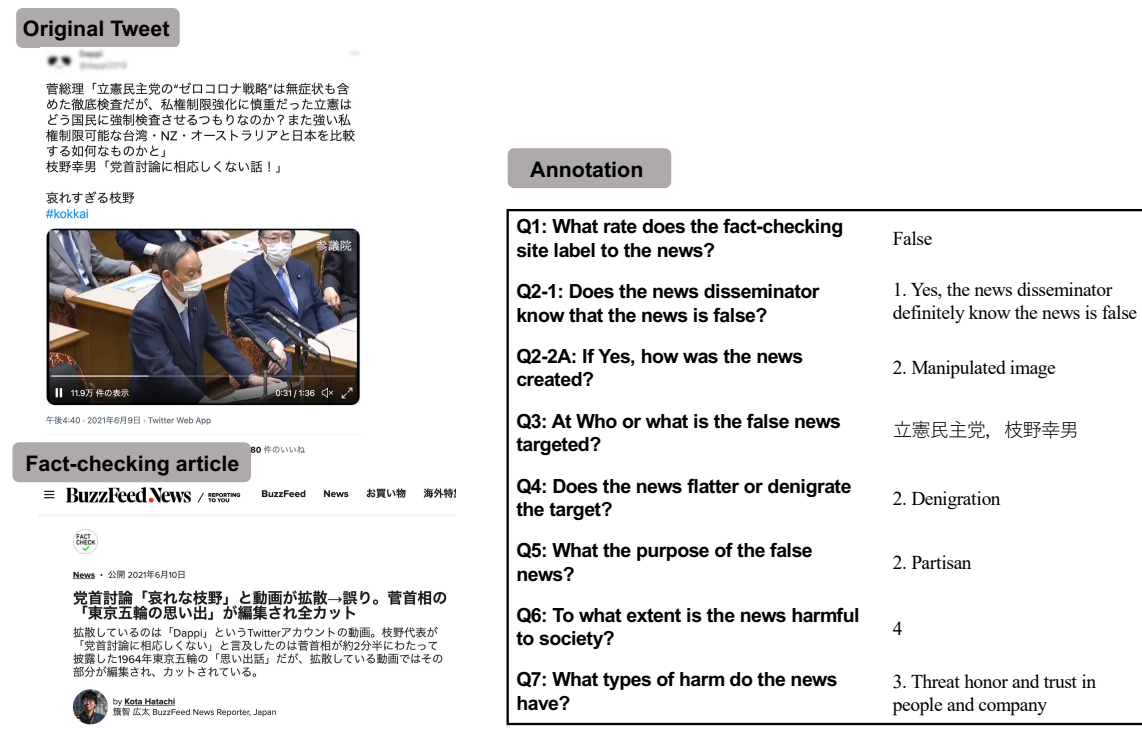 Original Tweet
Dappi
菅総理「立憲民主党の“ゼロコロナ戦略”は無症状も含
めた徹底検査だが、私権制限強化に慎重だった立憲は
どう国民に強制検査させるつもりなのか？また強い私
権制限可能な台湾・NZ・オーストラリアと日本を比較
する如何なものかと」
枝野幸男「党首討論に相応しくない話！」
哀れすぎる枝野
#kokkai
参議院
11.9万 件の表示
0:31 / 1:36
午後4:40 · 2021年6月9日 · Twitter Web App
80 件のいいね
Fact-checking article
BuzzFeed News / REPORTING TO YOU BuzzFeed News お買い物 海外特
FACT
CHECK
News ・ 公開 2021年6月10日
党首討論「哀れな枝野」と動画が拡散→誤り。菅首相の
「東京五輪の思い出」が編集され全カット
拡散しているのは「Dappi」というTwitterアカウントの動画。枝野代表が
「党首討論に相応しくない」と言及したのは菅首相が約2分半にわたって
披露した1964年東京五輪の「思い出話」だが、拡散している動画ではその
部分が編集され、カットされている。
by Kota Hatachi
籏智 広太 BuzzFeed News Reporter, Japan
Annotation
Q1: What rate does the fact-checking
site label to the news?
False
Q2-1: Does the news disseminator
know that the news is false?
1. Yes, the news disseminator
definitely know the news is false
Q2-2A: If Yes, how was the news
created?
2. Manipulated image
Q3: At Who or what is the false news
targeted?
立憲民主党，枝野幸男
Q4: Does the news flatter or denigrate
the target?
2. Denigration
Q5: What the purpose of the false
news?
2. Partisan
Q6: To what extent is the news harmful
to society?
4
Q7: What types of harm do the news
have?
3. Threat honor and trust in
people and company